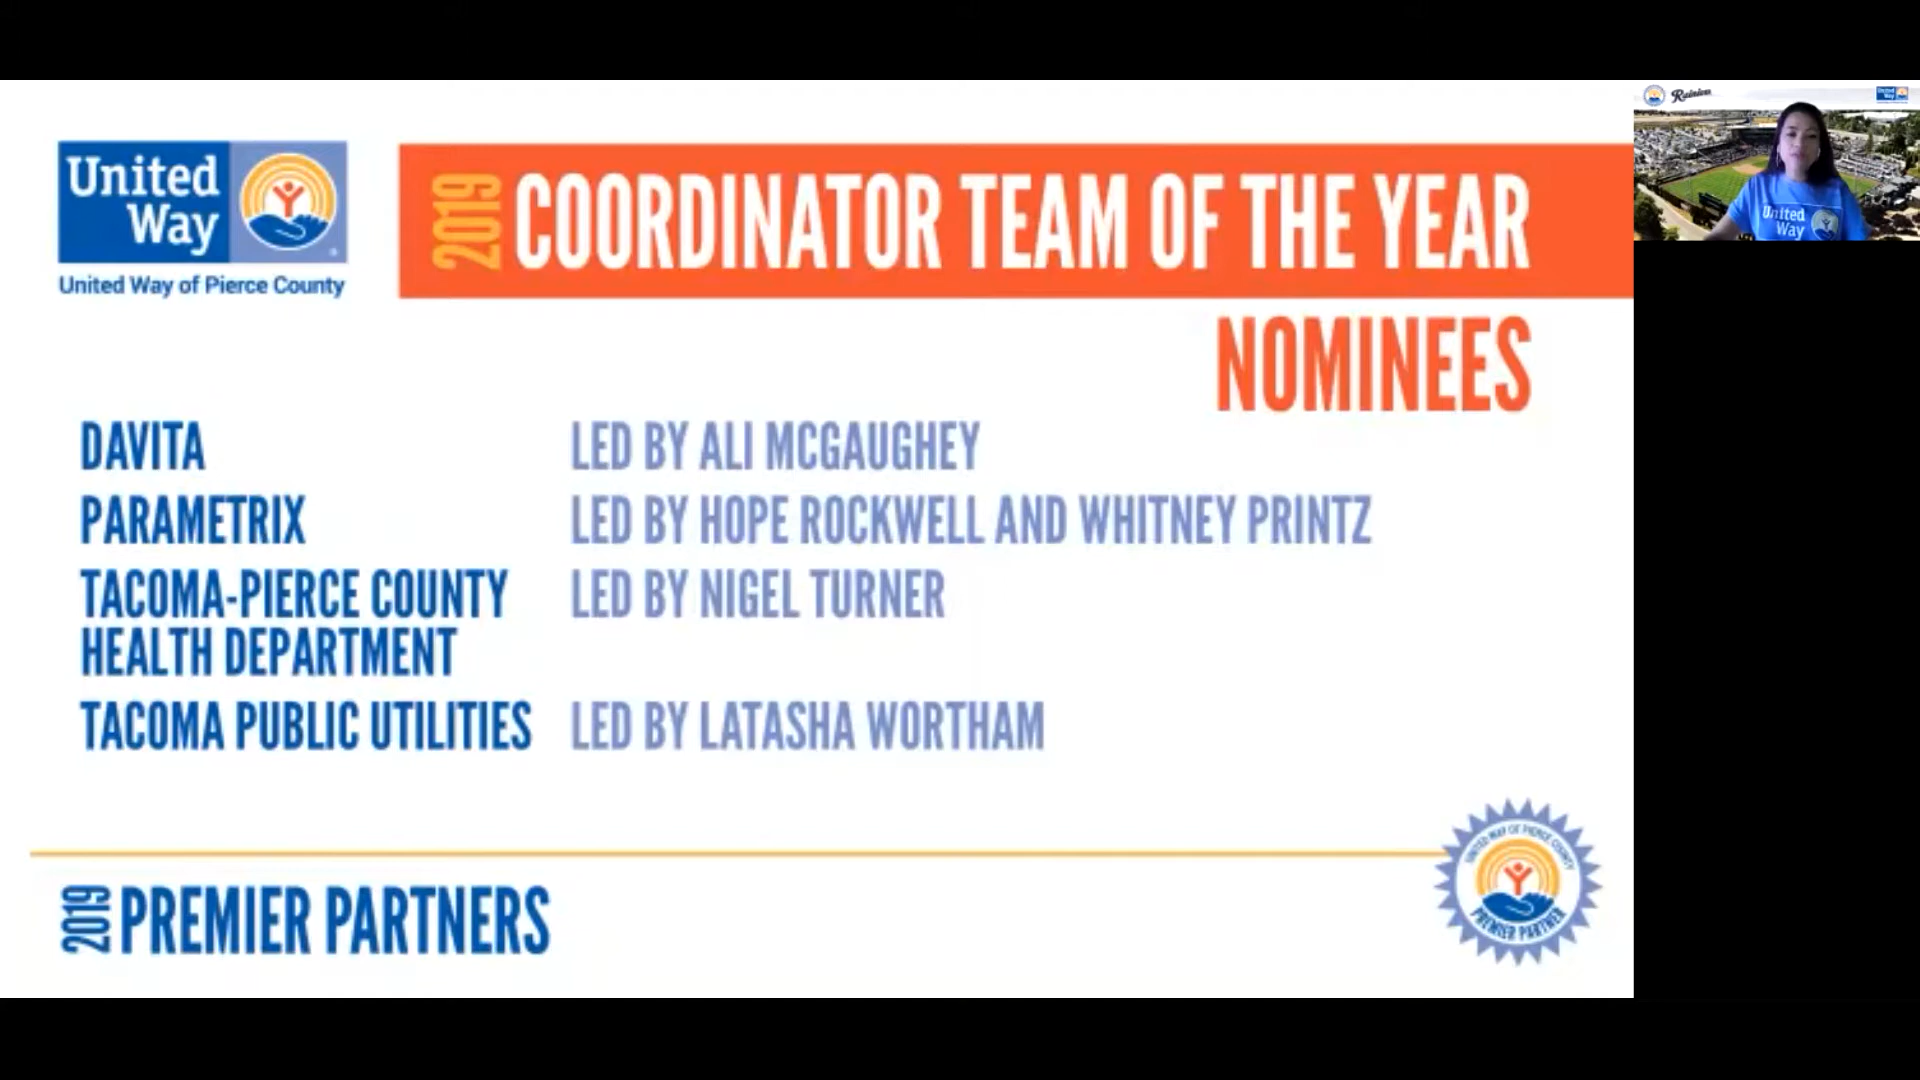 United
Way
United Way of Pierce County
2019 COORDINATOR TEAM OF THE YEAR
NOMINEES
DAVITA LED BY ALI MCGAUGHEY
PARAMETRIX LED BY HOPE ROCKWELL AND WHITNEY PRINTZ
TACOMA-PIERCE COUNTY LED BY NIGEL TURNER
HEALTH DEPARTMENT
TACOMA PUBLIC UTILITIES LED BY LATASHA WORTHAM
2019 PREMIER PARTNERS
UNITED WAY OF PIERCE COUNTY
PREMIER PARTNER
Rainiers
United
Way
United
Way